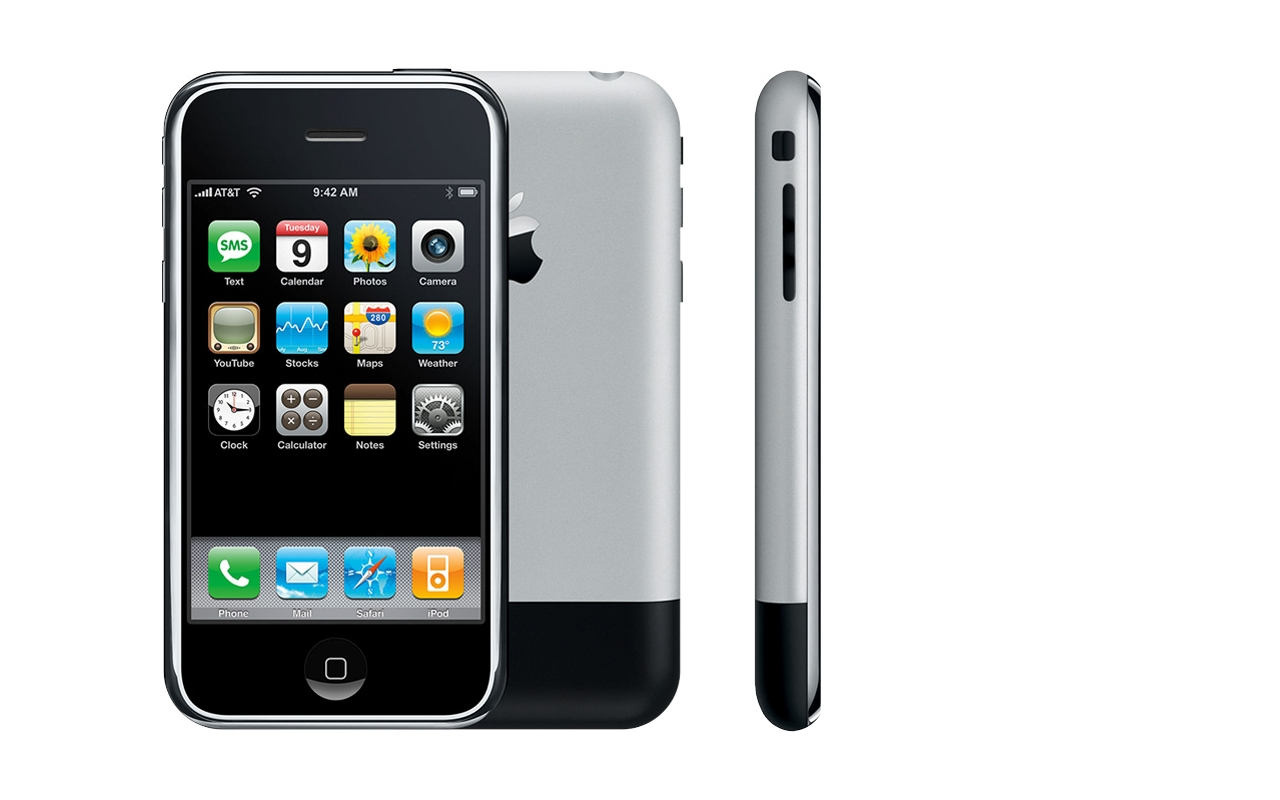 AT&T 9:42 AM
SMS Tuesday
9
Text Calendar Photos Camera
280
73°
YouTube Stocks Maps Weather
Clock Calculator Notes Settings
Phone Mail Safari iPod